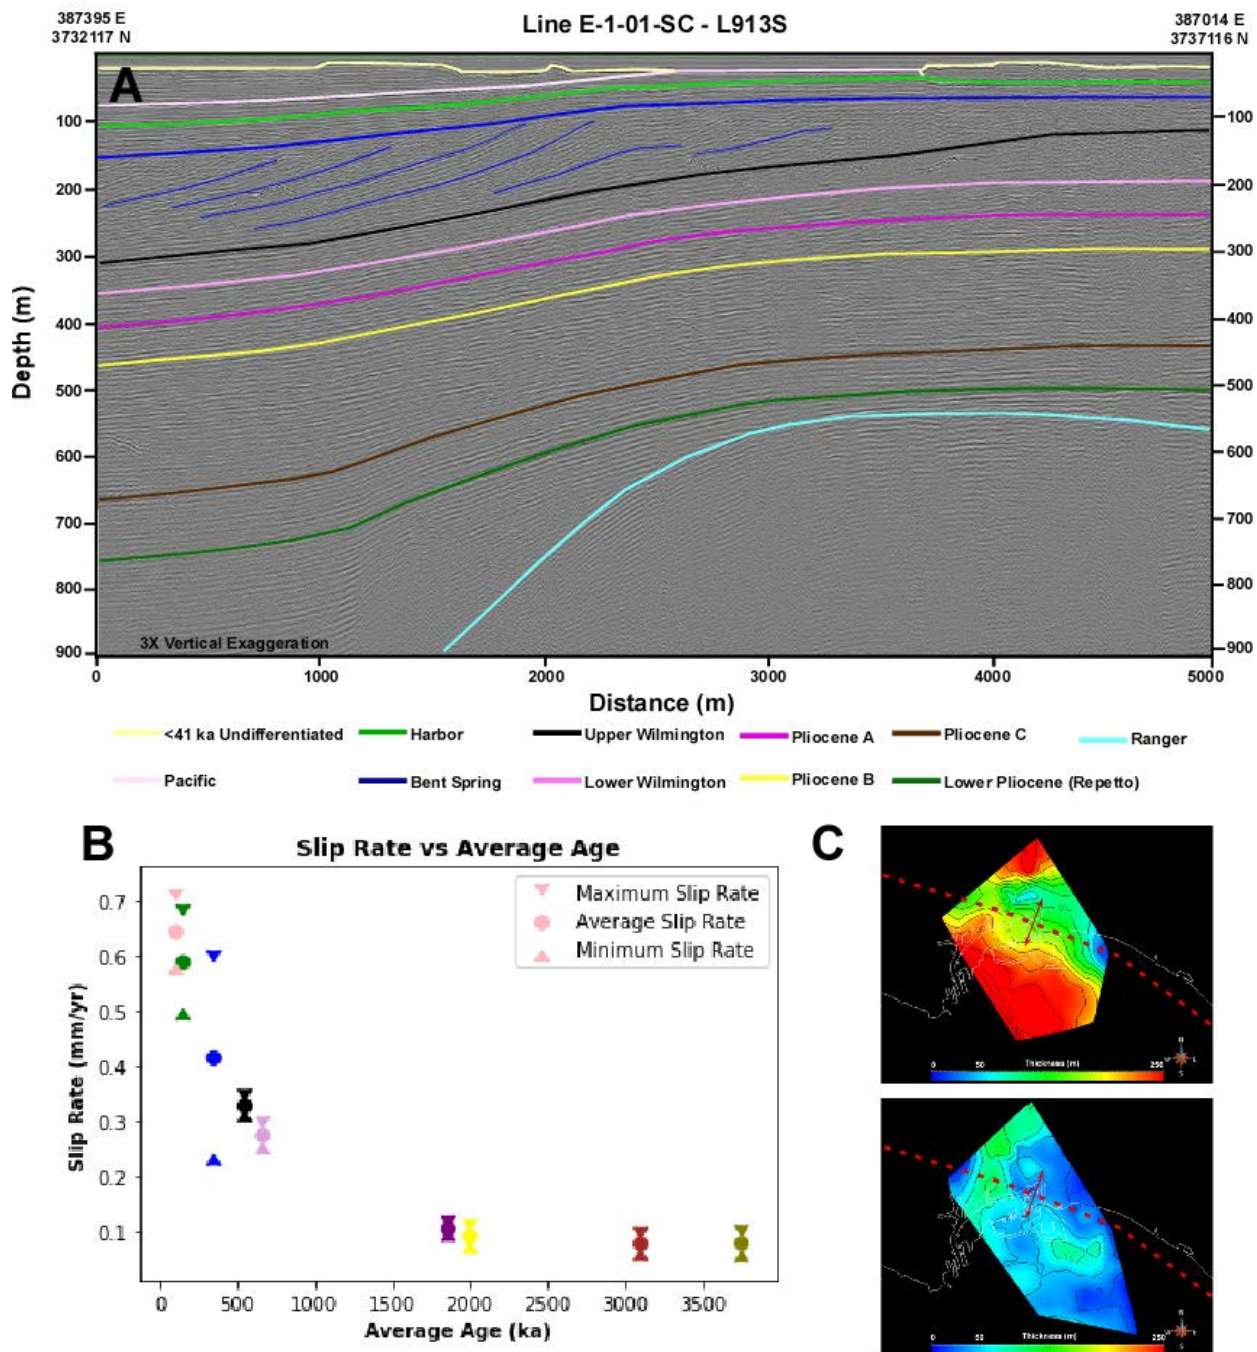 387395 E
3732117 N
Line E-1-01-SC - L913S
387014 E
3737116 N
A
Depth (m)
100
200
300
400
500
600
700
800
900
100
200
300
400
500
600
700
800
900
3X Vertical Exaggeration
0
1000
2000
3000
4000
5000
Distance (m)
<41 ka Undifferentiated
Harbor
Upper Wilmington
Pliocene A
Pliocene C
Ranger
Pacific
Bent Spring
Lower Wilmington
Pliocene B
Lower Pliocene (Repetto)
B
Slip Rate vs Average Age
Slip Rate (mm/yr)
0.7
0.6
0.5
0.4
0.3
0.2
0.1
Maximum Slip Rate
Average Slip Rate
Minimum Slip Rate
0
500
1000
1500
2000
2500
3000
3500
Average Age (ka)
C
0
50
Thickness (m)
250
N
W
E
S
0
50
Thickness (m)
250
N
W
E
S